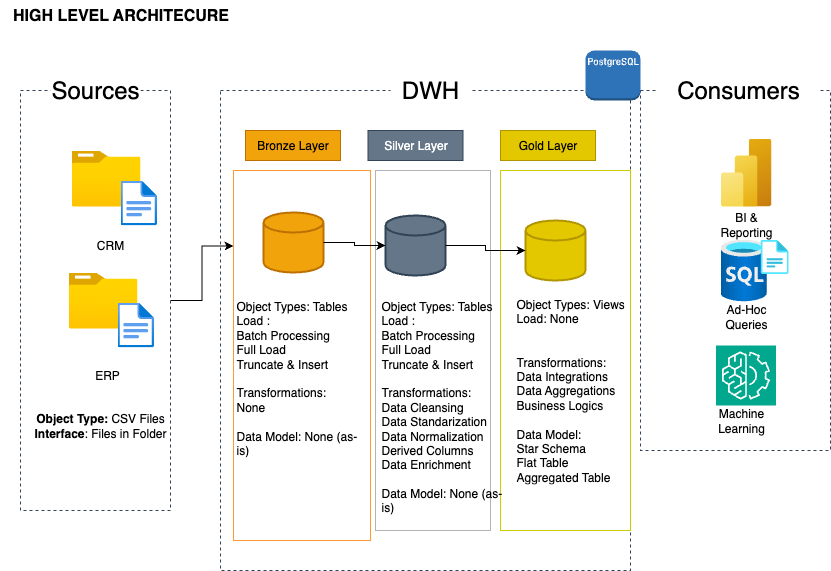 HIGH LEVEL ARCHITECURE
PostgreSQL
Sources
DWH
Consumers
Bronze Layer
Silver Layer
Gold Layer
CRM
ERP
Object Type: CSV Files
Interface: Files in Folder
Object Types: Tables
Load :
Batch Processing
Full Load
Truncate & Insert
Transformations:
None
Data Model: None (as-
is)
Object Types: Tables
Load :
Batch Processing
Full Load
Truncate & Insert
Transformations:
Data Cleansing
Data Standarization
Data Normalization
Derived Columns
Data Enrichment
Data Model: None (as-
is)
Object Types: Views
Load: None
Transformations:
Data Integrations
Data Aggregations
Business Logics
Data Model:
Star Schema
Flat Table
Aggregated Table
BI &
Reporting
SQL
Ad-Hoc
Queries
Machine
Learning